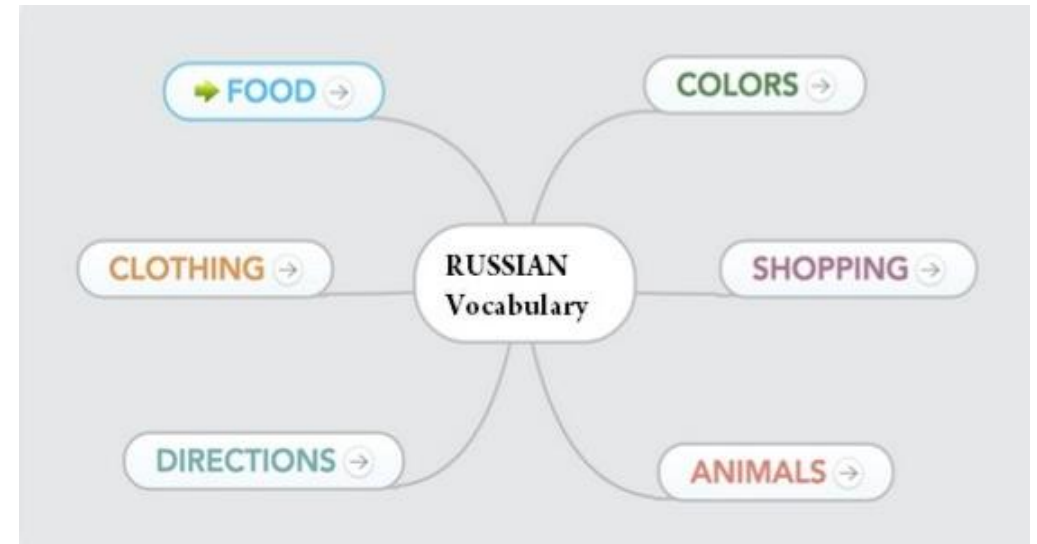 FOOD
COLORS
CLOTHING
RUSSIAN
Vocabulary
SHOPPING
DIRECTIONS
ANIMALS